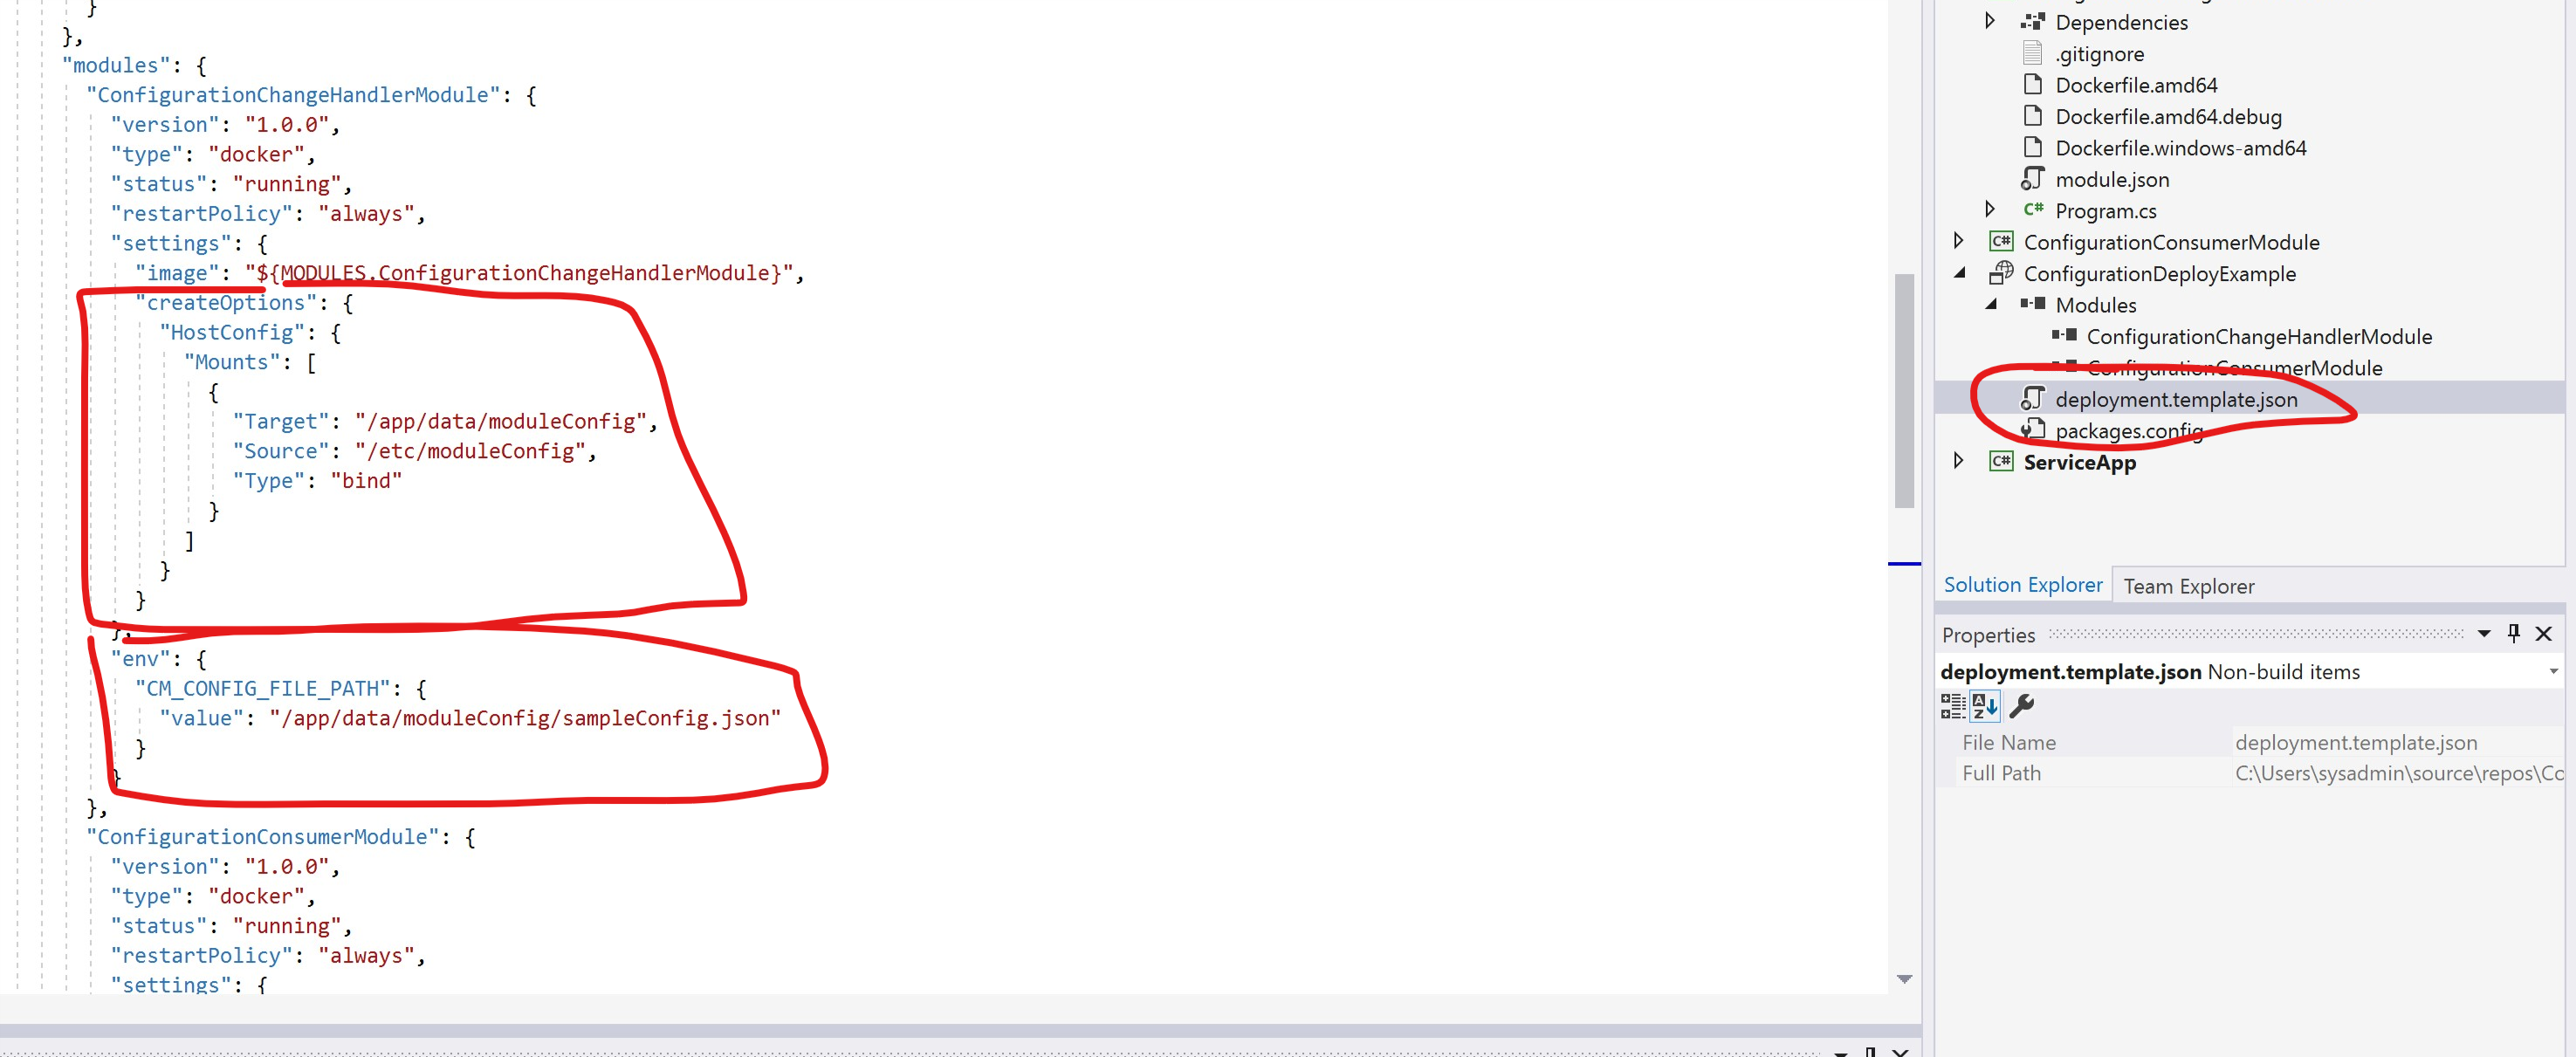 }
},
"modules": {
"ConfigurationChangeHandlerModule": {
"version": "1.0.0",
"type": "docker",
"status": "running",
"restartPolicy": "always",
"settings": {
"image": "${MODULES.ConfigurationChangeHandlerModule}",
"createOptions": {
"HostConfig": {
"Mounts": [
{
"Target": "/app/data/moduleConfig",
"Source": "/etc/moduleConfig",
"Type": "bind"
}
]
}
}
},
"env": {
"CM_CONFIG_FILE_PATH": {
"value": "/app/data/moduleConfig/sampleConfig.json"
}
}
},
"ConfigurationConsumerModule": {
"version": "1.0.0",
"type": "docker",
"status": "running",
"restartPolicy": "always",
"settings": {
Dependencies
.gitignore
Dockerfile.amd64
Dockerfile.amd64.debug
Dockerfile.windows-amd64
module.json
C# Program.cs
C# ConfigurationConsumerModule
ConfigurationDeployExample
Modules
ConfigurationChangeHandlerModule
ConfigurationConsumerModule
deployment.template.json
packages.config
C# ServiceApp
Solution Explorer Team Explorer
Properties
deployment.template.json Non-build items
File Name deployment.template.json
Full Path C:\Users\sysadmin\source\repos\Co